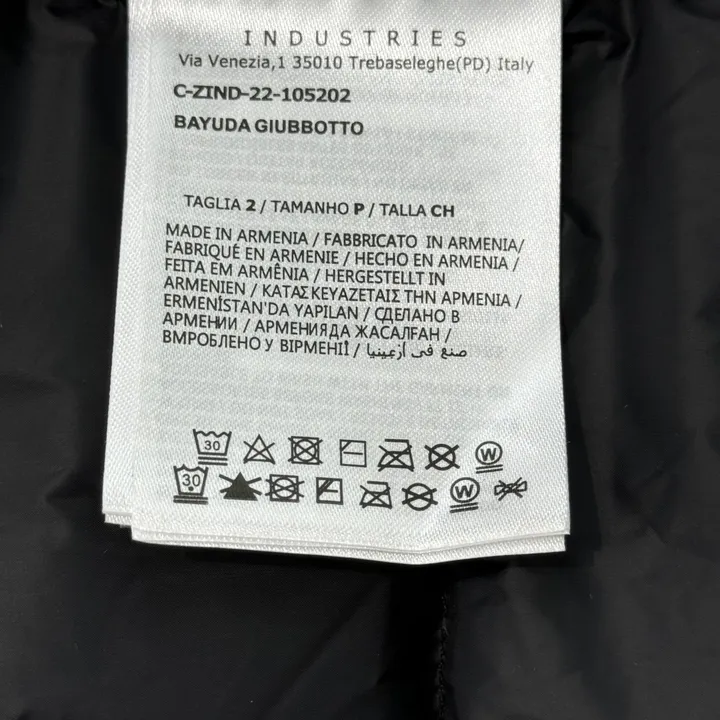 INDUSTRIES
Via Venezia,1 35010 Trebaseleghe(PD) Italy
C-ZIND-22-105202
BAYUDA GIUBBOTTO
TAGLIA 2 / TAMANHO P / TALLA CH
MADE IN ARMENIA / FABBRICATO IN ARMENIA/
FABRIQUÉ EN ARMENIE / HECHO EN ARMENIA /
FEITA EM ARMÊNIA / HERGESTELLT IN
ARMENIEN / ΚΑΤΑΣΚΕΥΑΖΕΤΑΙΣ ΤΗΝ ΑΡΜΕΝΙΑ /
ERMENİSTAN'DA YAPILAN / СДЕЛАНО В
АРМЕНИИ / АРМЕНИЯДА ЖАСАЛҒАН /
ВМРОБЛЕНО У ВІРМЕНІЇ / صنع في أرمينيا
30
W
30
W